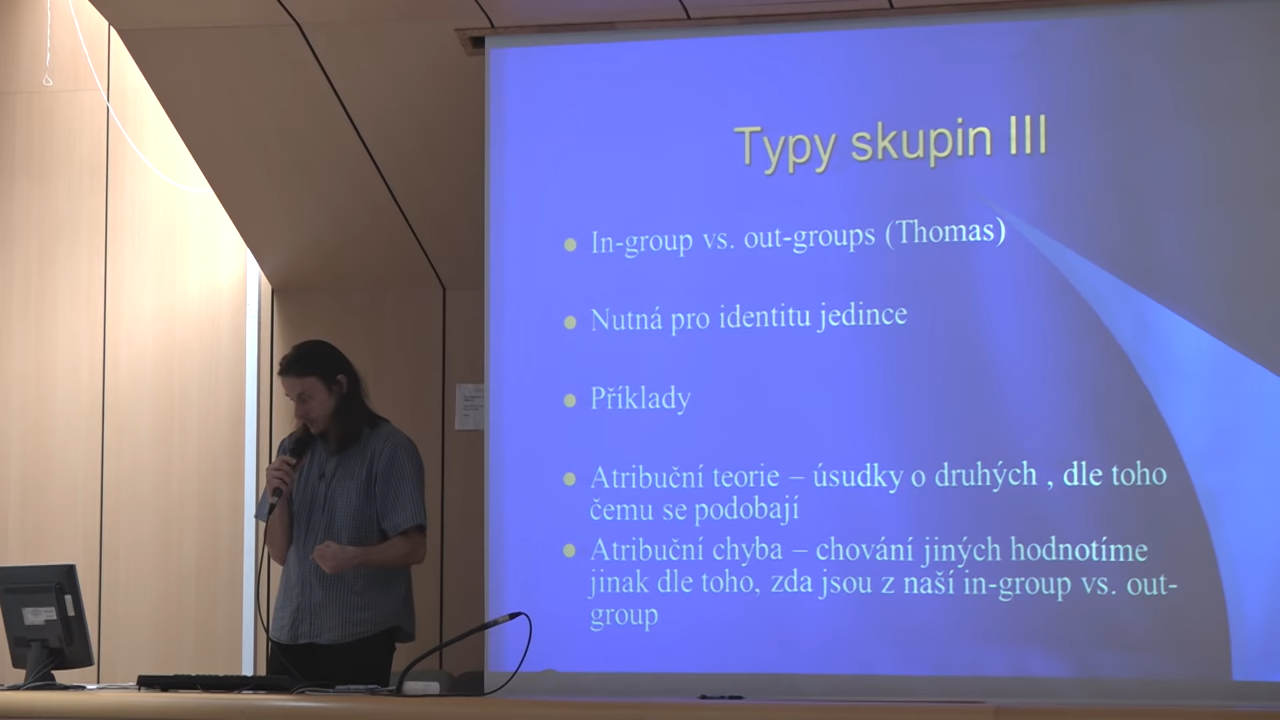 Typy skupin III
In-group vs. out-groups (Thomas)
Nutná pro identitu jedince
Příklady
Atribuční teorie – úsudky o druhých , dle toho
čemu se podobají
Atribuční chyba – chování jiných hodnotíme
jinak dle toho, zda jsou z naší in-group vs. out-
group